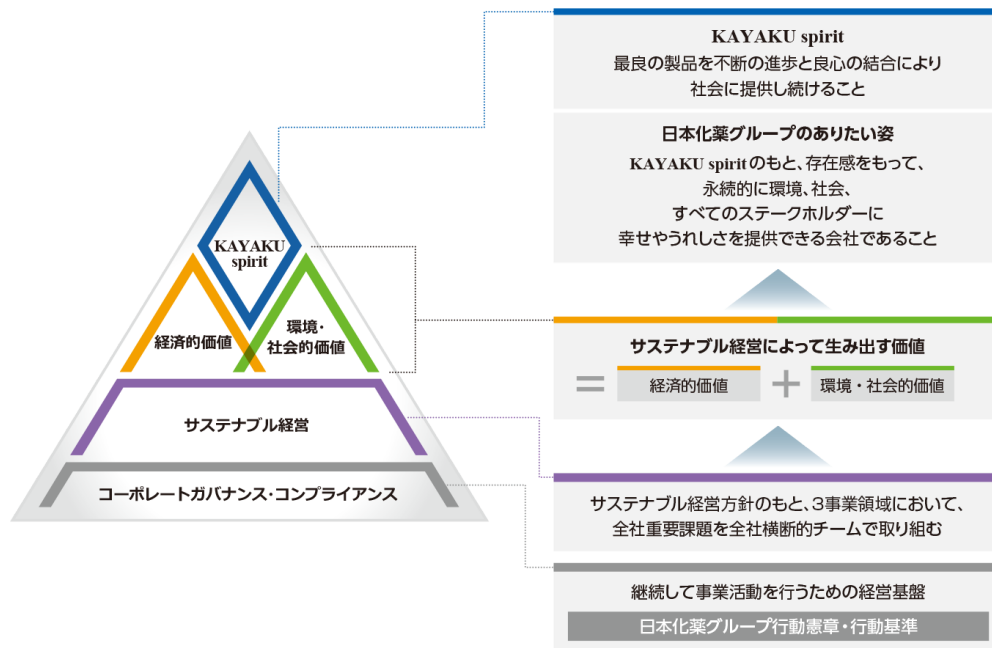 KAYAKU
spirit
経済的価値
環境・
社会的価値
サステナブル経営
コーポレートガバナンス・コンプライアンス
KAYAKU spirit
最良の製品を不断の進歩と良心の結合により
社会に提供し続けること
日本化薬グループのありたい姿
KAYAKU spiritのもと、存在感をもって、
永続的に環境、社会、
すべてのステークホルダーに
幸せやうれしさを提供できる会社であること
サステナブル経営によって生み出す価値
= 経済的価値 + 環境・社会的価値
サステナブル経営方針のもと、3事業領域において、
全社重要課題を全社横断的チームで取り組む
継続して事業活動を行うための経営基盤
日本化薬グループ行動憲章・行動基準